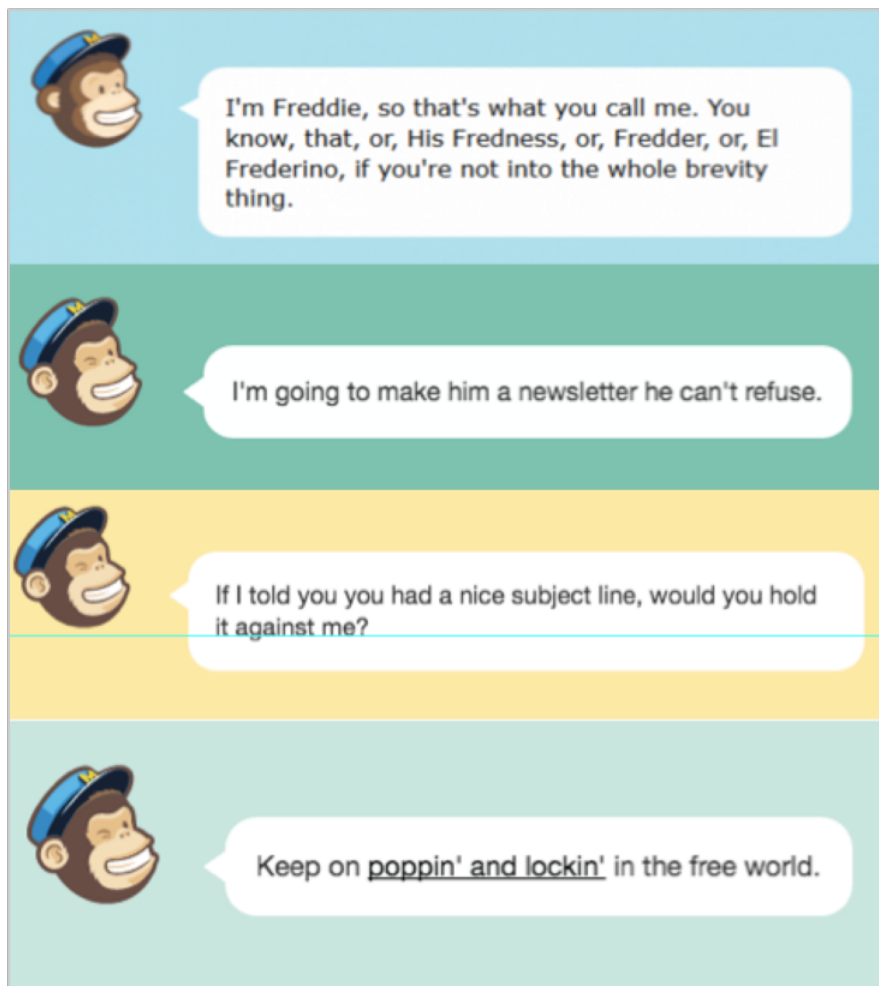 I'm Freddie, so that's what you call me. You
know, that, or, His Fredness, or, Fredder, or, El
Frederino, if you're not into the whole brevity
thing.
I'm going to make him a newsletter he can't refuse.
If I told you you had a nice subject line, would you hold
it against me?
Keep on poppin' and lockin' in the free world.